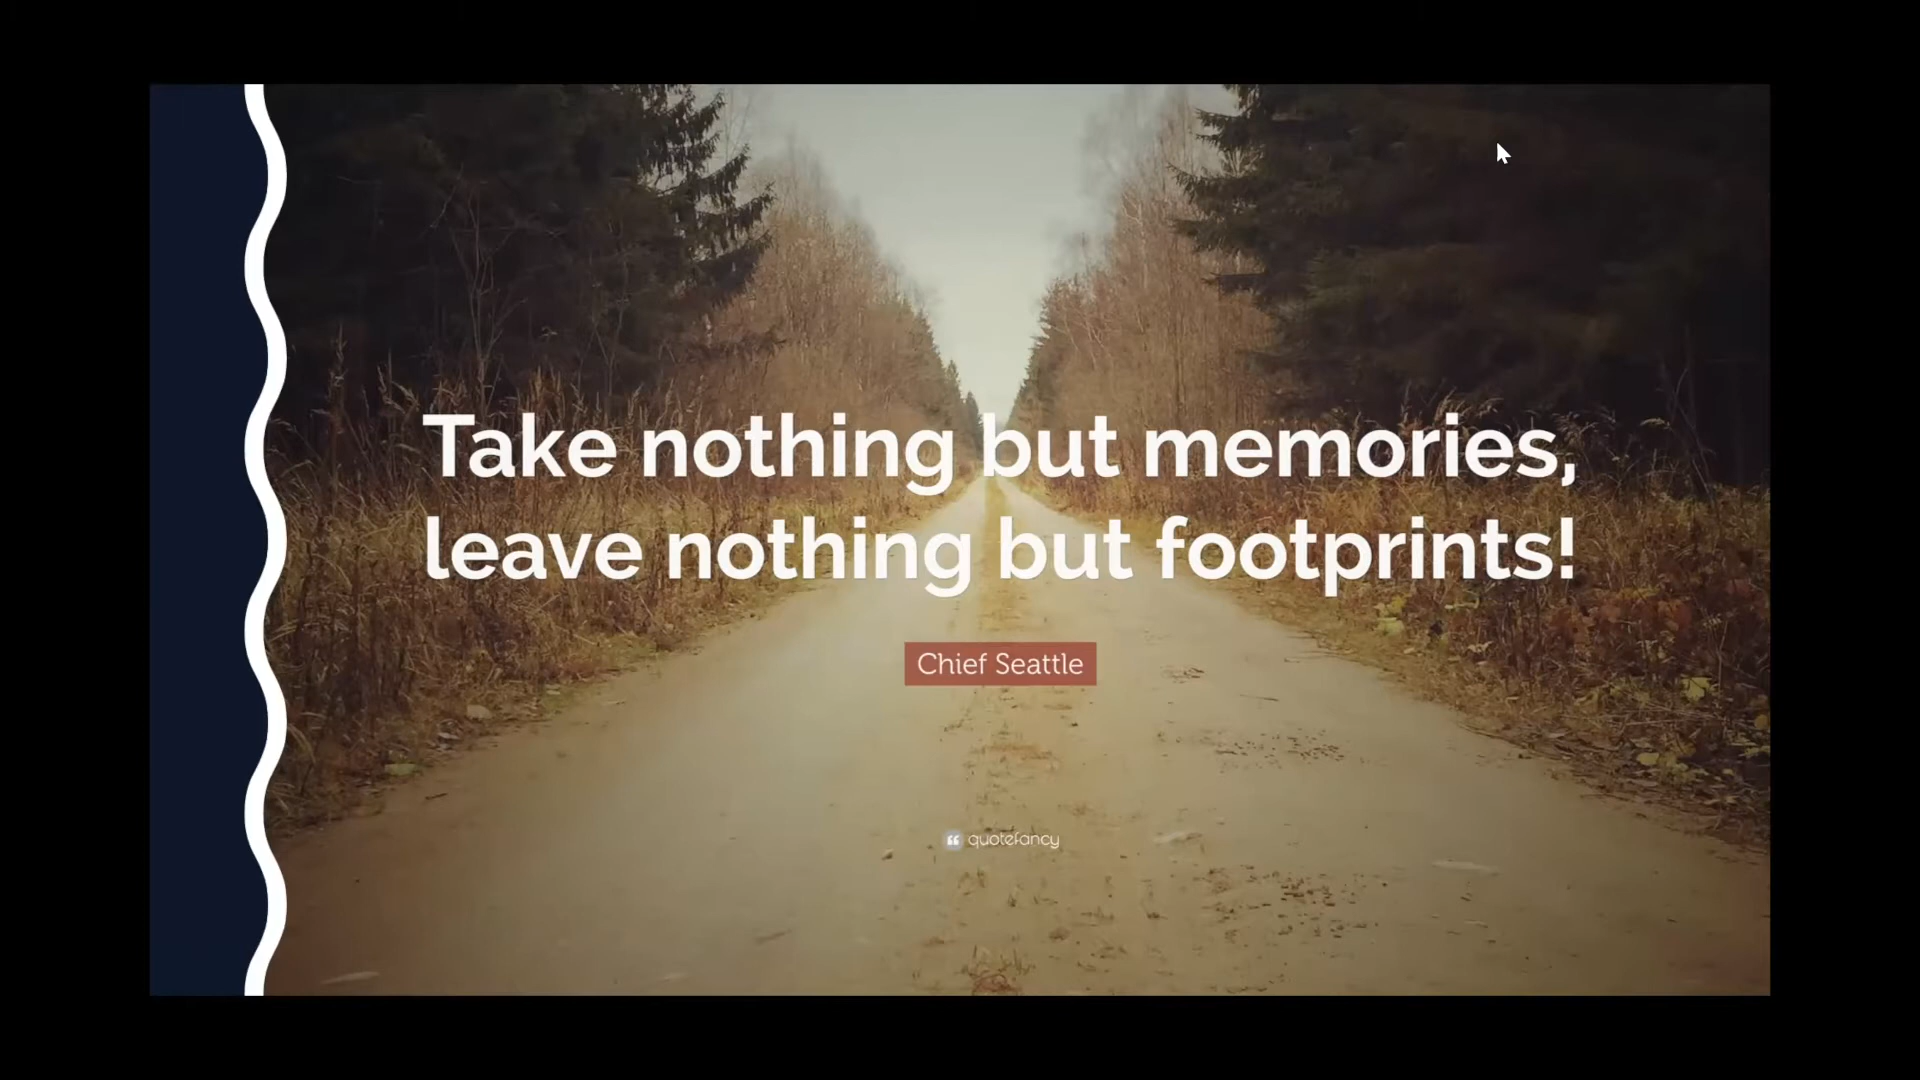 Take nothing but memories,
leave nothing but footprints!
Chief Seattle
quotefancy